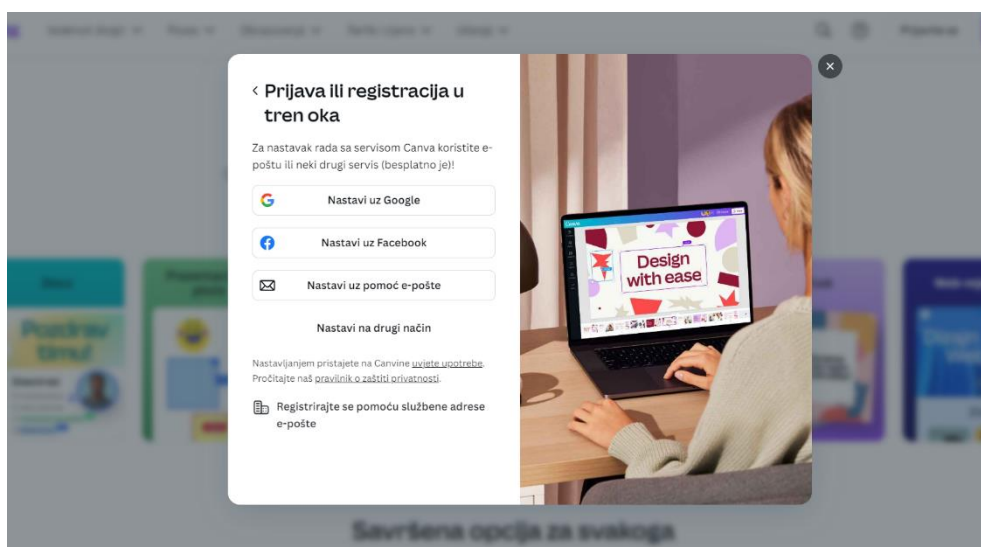 Prijava ili registracija u
tren oka
Za nastavak rada sa servisom Canva koristite e-
poštu ili neki drugi servis (besplatno je)!
Nastavi uz Google
Nastavi uz Facebook
Nastavi uz pomoć e-pošte
Nastavi na drugi način
Nastavljanjem pristajete na Canvine uvjete upotrebe.
Pročitajte naš pravilnik o zaštiti privatnosti.
Registrirajte se pomoću službene adrese
e-pošte
Design
with ease
Pozdrav
timu!
Savršena opcija za svakoga